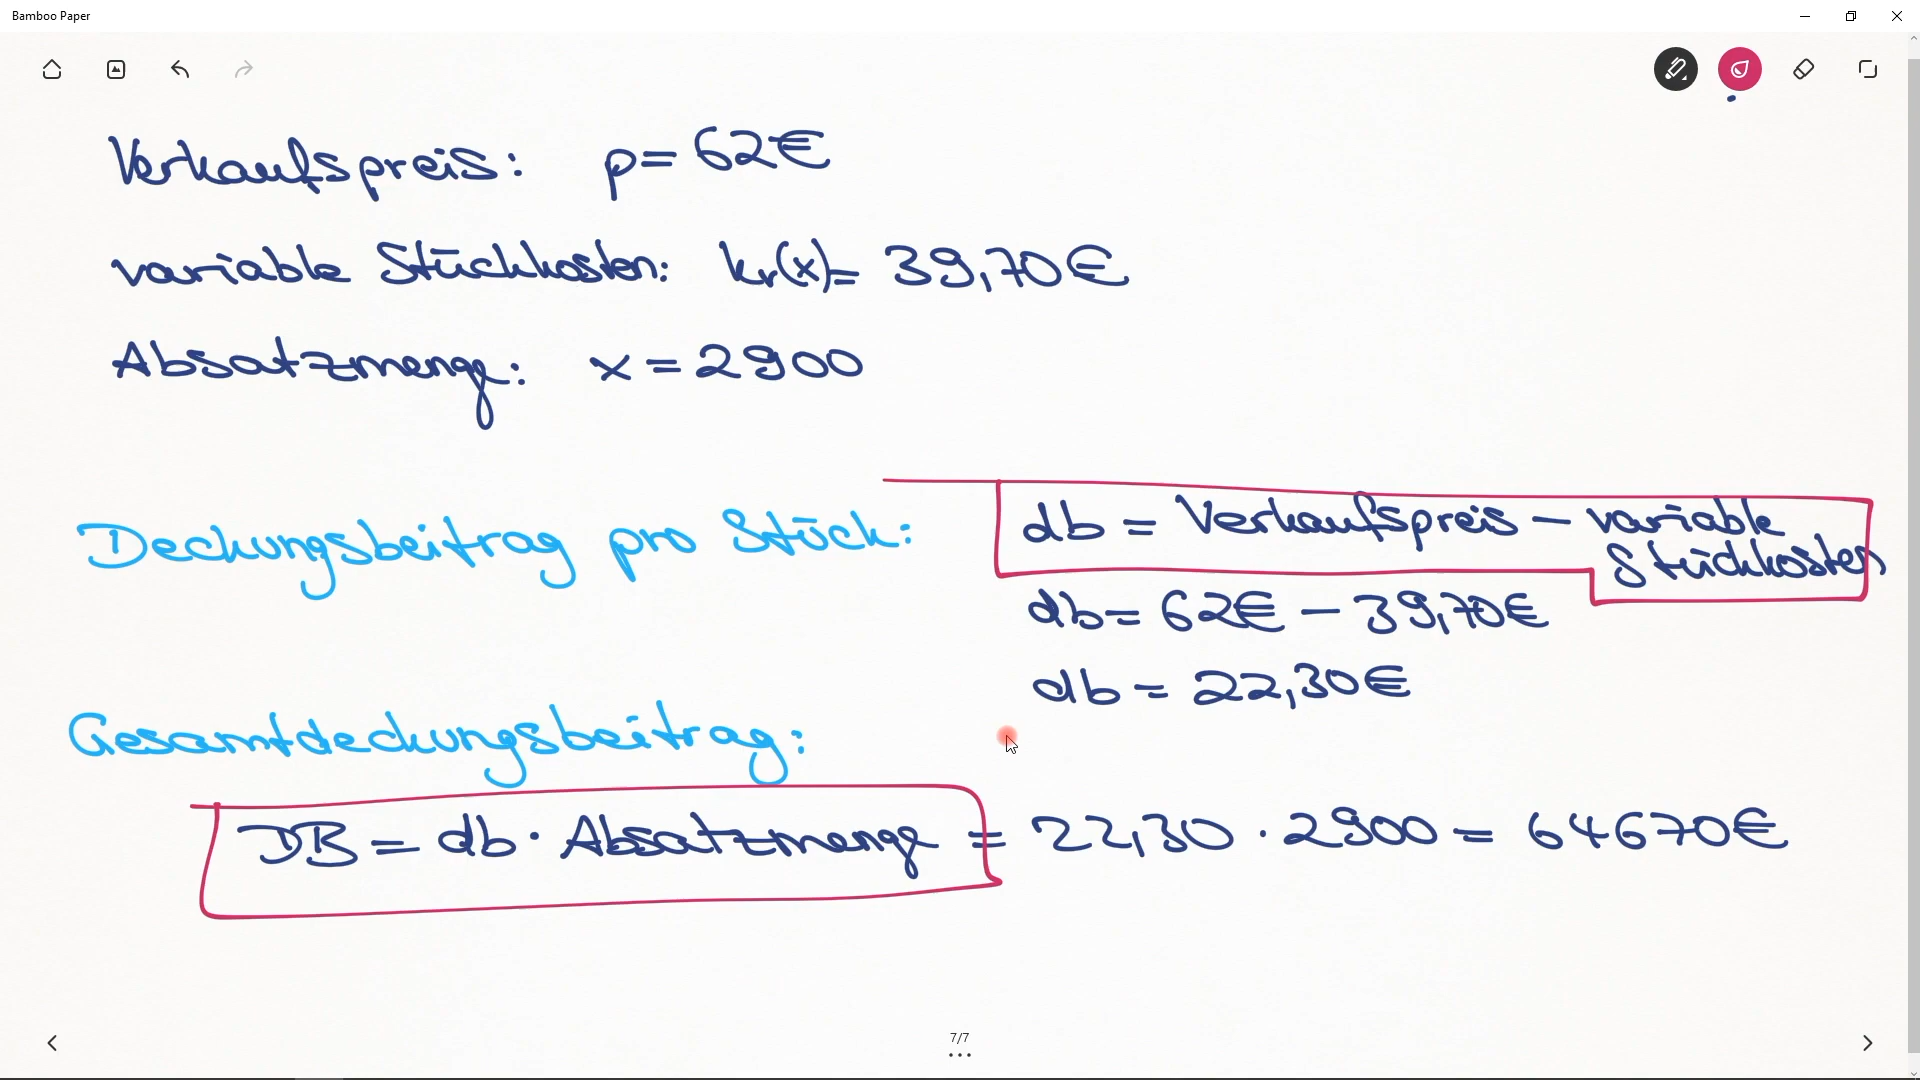 Bamboo Paper
Verkaufspreis: p = 62€
variable Stückkosten: kv(x) = 39,70€
Absatzmenge: x = 2900
Deckungsbeitrag pro Stück: db = Verkaufspreis – variable
Stückkosten
db = 62€ – 39,70€
db = 22,30€
Gesamtdeckungsbeitrag:
DB = db · Absatzmenge = 22,30 · 2900 = 64670€
7/7